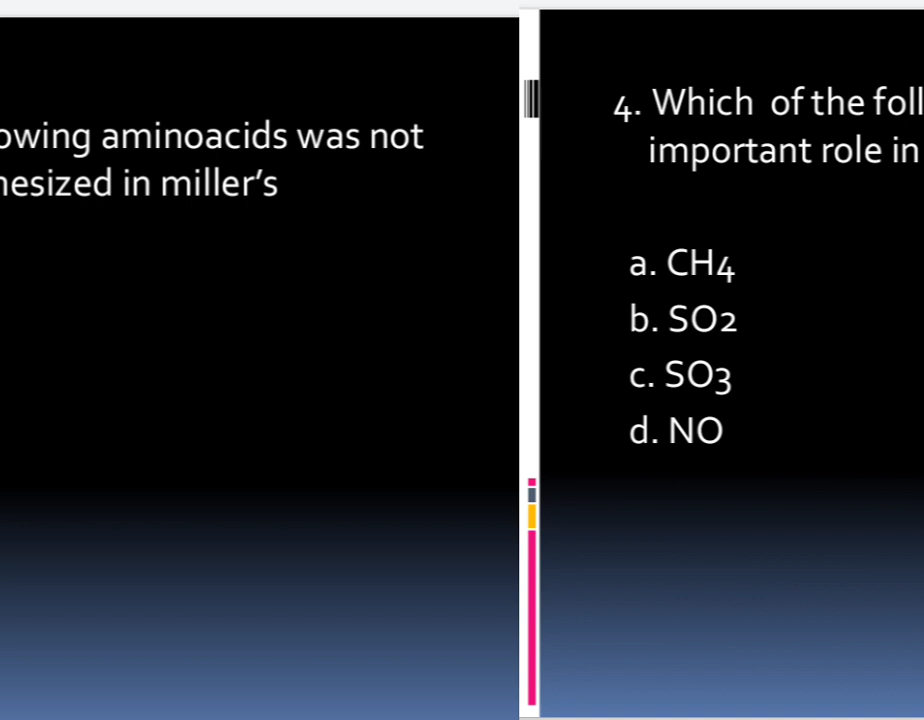 owing aminoacids was not
hesized in miller's
4. Which of the foll
important role in
a. CH4
b. SO2
c. SO3
d. NO